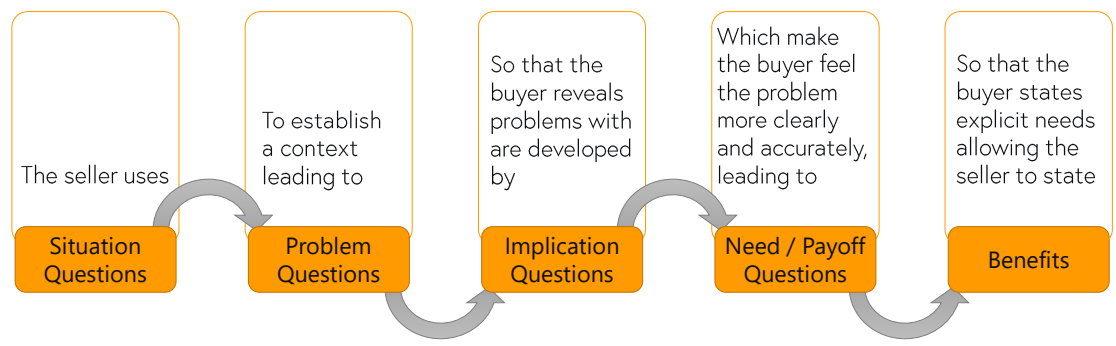 The seller uses
Situation
Questions
To establish
a context
leading to
Problem
Questions
So that the
buyer reveals
problems with
are developed
by
Implication
Questions
Which make
the buyer feel
the problem
more clearly
and accurately,
leading to
Need / Payoff
Questions
So that the
buyer states
explicit needs
allowing the
seller to state
Benefits